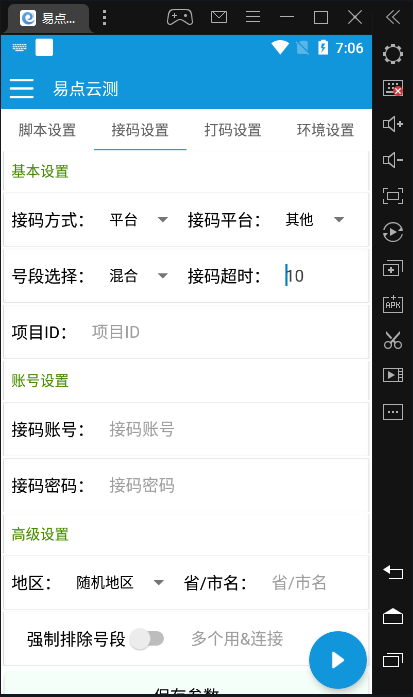 易点...
7:06
易点云测
脚本设置 接码设置 打码设置 环境设置
基本设置
接码方式： 平台 接码平台： 其他
号段选择： 混合 接码超时： 10
项目ID： 项目ID
账号设置
接码账号： 接码账号
接码密码： 接码密码
高级设置
地区： 随机地区 省/市名： 省/市名
强制排除号段 多个用&连接
保存参数
APK